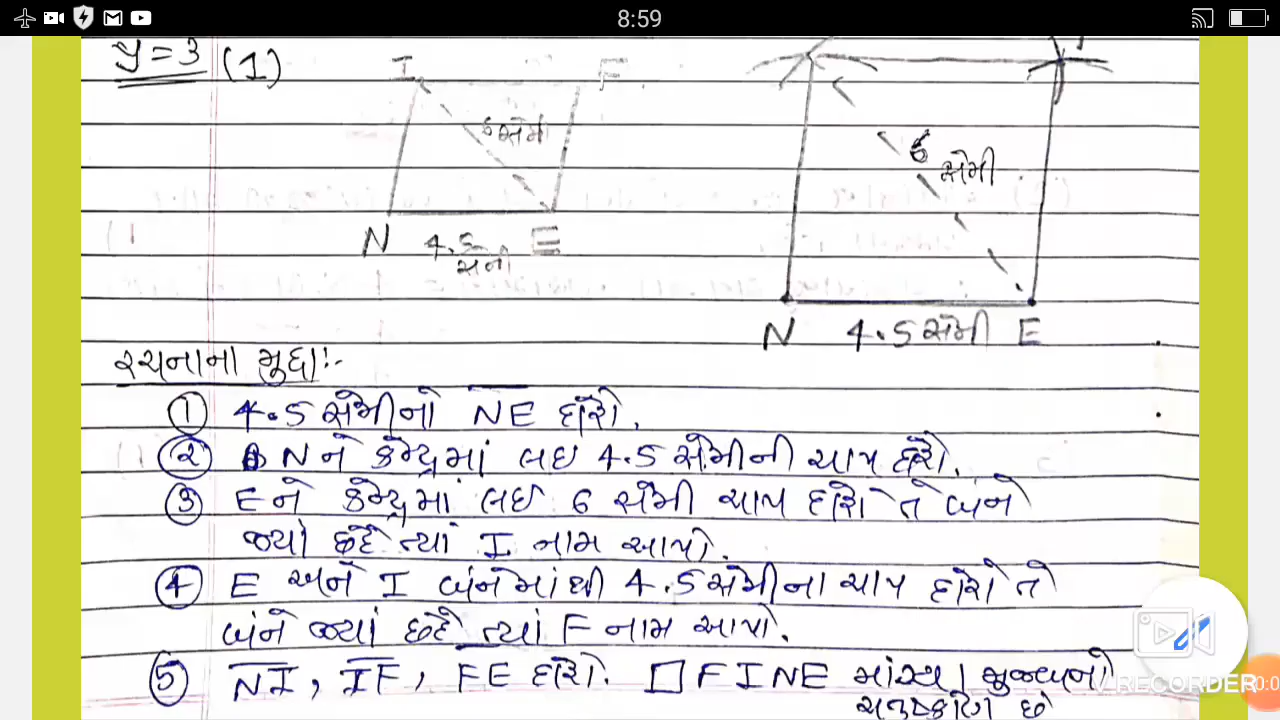 8:59
y = 3 (1)
I F
6 સેમી
6 સેમી
N 4.5 સેમી E
N 4.5 સેમી E
રચનાના મુદ્દા:-
① 4.5 સેમીનો NE દોરો.
② N ને કેન્દ્રમાં લઇ 4.5 સેમીની ચાપ દોરો.
③ E ને કેન્દ્રમાં લઇ 6 સેમી ચાપ દોરો તે બંને
જ્યાં છેદે ત્યાં I નામ આપો.
④ E અને I બંનેમાંથી 4.5 સેમીના ચાપ દોરો તે
બંને જ્યાં છેદે ત્યાં F નામ આપો.
⑤ NI, IF, FE દોરો. □ FINE માંગ્યા મુજબનો
ચતુષ્કોણ છે
V RECORDER